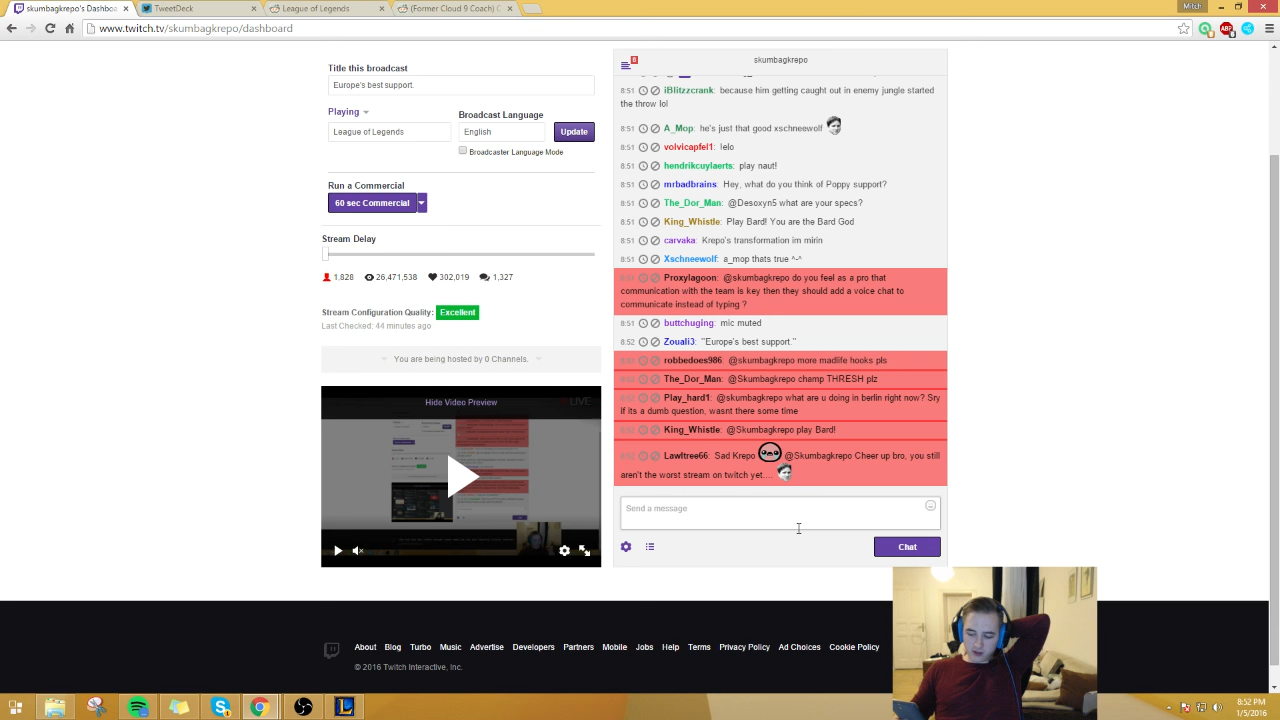 skumbagkrepo's Dashboa
TweetDeck
League of Legends
(Former Cloud 9 Coach) C
Mitch
www.twitch.tv/skumbagkrepo/dashboard
Title this broadcast
Europe's best support.
Playing
Broadcast Language
League of Legends
English
Update
Broadcaster Language Mode
Run a Commercial
60 sec Commercial
Stream Delay
1,828 26,471,538 302,019 1,327
Stream Configuration Quality: Excellent
Last Checked: 44 minutes ago
You are being hosted by 0 Channels.
Hide Video Preview
LIVE
8
skumbagkrepo
8:51 iBlitzzcrank: because him getting caught out in enemy jungle started
the throw lol
8:51 A_Mop: he's just that good xschneewolf
8:51 volvicapfel1: !elo
8:51 hendrikcuylaerts: play naut!
8:51 mrbadbrains: Hey, what do you think of Poppy support?
8:51 The_Dor_Man: @Desoxyn5 what are your specs?
8:51 King_Whistle: Play Bard! You are the Bard God
8:51 carvaka: Krepo's transformation im mirin
8:51 Xschneewolf: a_mop thats true ^-^
Proxylagoon: @skumbagkrepo do you feel as a pro that
communication with the team is key then they should add a voice chat to
communicate instead of typing ?
8:51 buttchuging: mic muted
8:52 Zouali3: "Europe's best support."
robbedoes986: @skumbagkrepo more madlife hooks pls
The_Dor_Man: @Skumbagkrepo champ THRESH plz
Play_hard1: @skumbagkrepo what are u doing in berlin right now? Sry
if its a dumb question, wasnt there some time
King_Whistle: @Skumbagkrepo play Bard!
Lawltree66: Sad Krepo @Skumbagkrepo Cheer up bro, you still
aren't the worst stream on twitch yet....
Send a message
Chat
About Blog Turbo Music Advertise Developers Partners Mobile Jobs Help Terms Privacy Policy Ad Choices Cookie Policy
© 2016 Twitch Interactive, Inc.
8:52 PM
1/5/2016